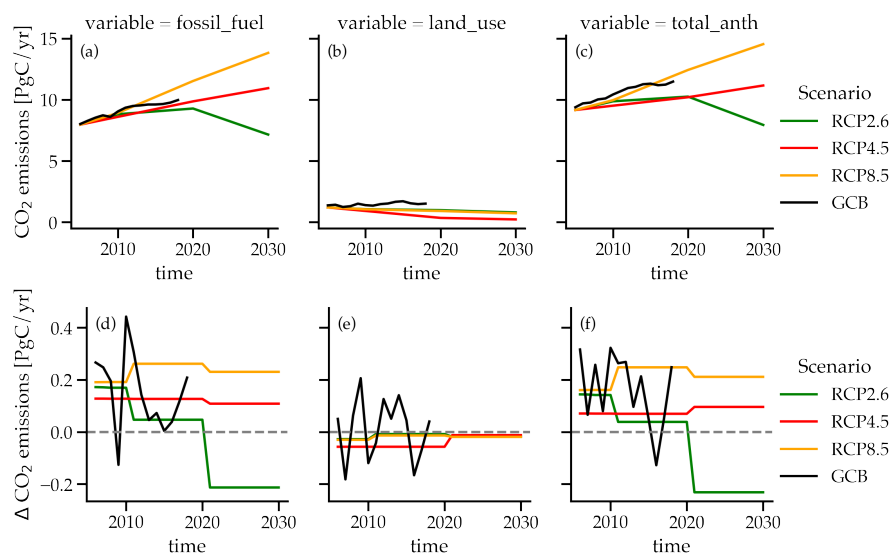 variable = fossil_fuel
variable = land_use
variable = total_anth
CO₂ emissions [PgC/yr]
15
10
5
0
(a)
(b)
(c)
2010 2020 2030
2010 2020 2030
2010 2020 2030
time
time
time
Scenario
RCP2.6
RCP4.5
RCP8.5
GCB
Δ CO₂ emissions [PgC/yr]
0.4
0.2
0.0
−0.2
(d)
(e)
(f)
2010 2020 2030
2010 2020 2030
2010 2020 2030
time
time
time
Scenario
RCP2.6
RCP4.5
RCP8.5
GCB